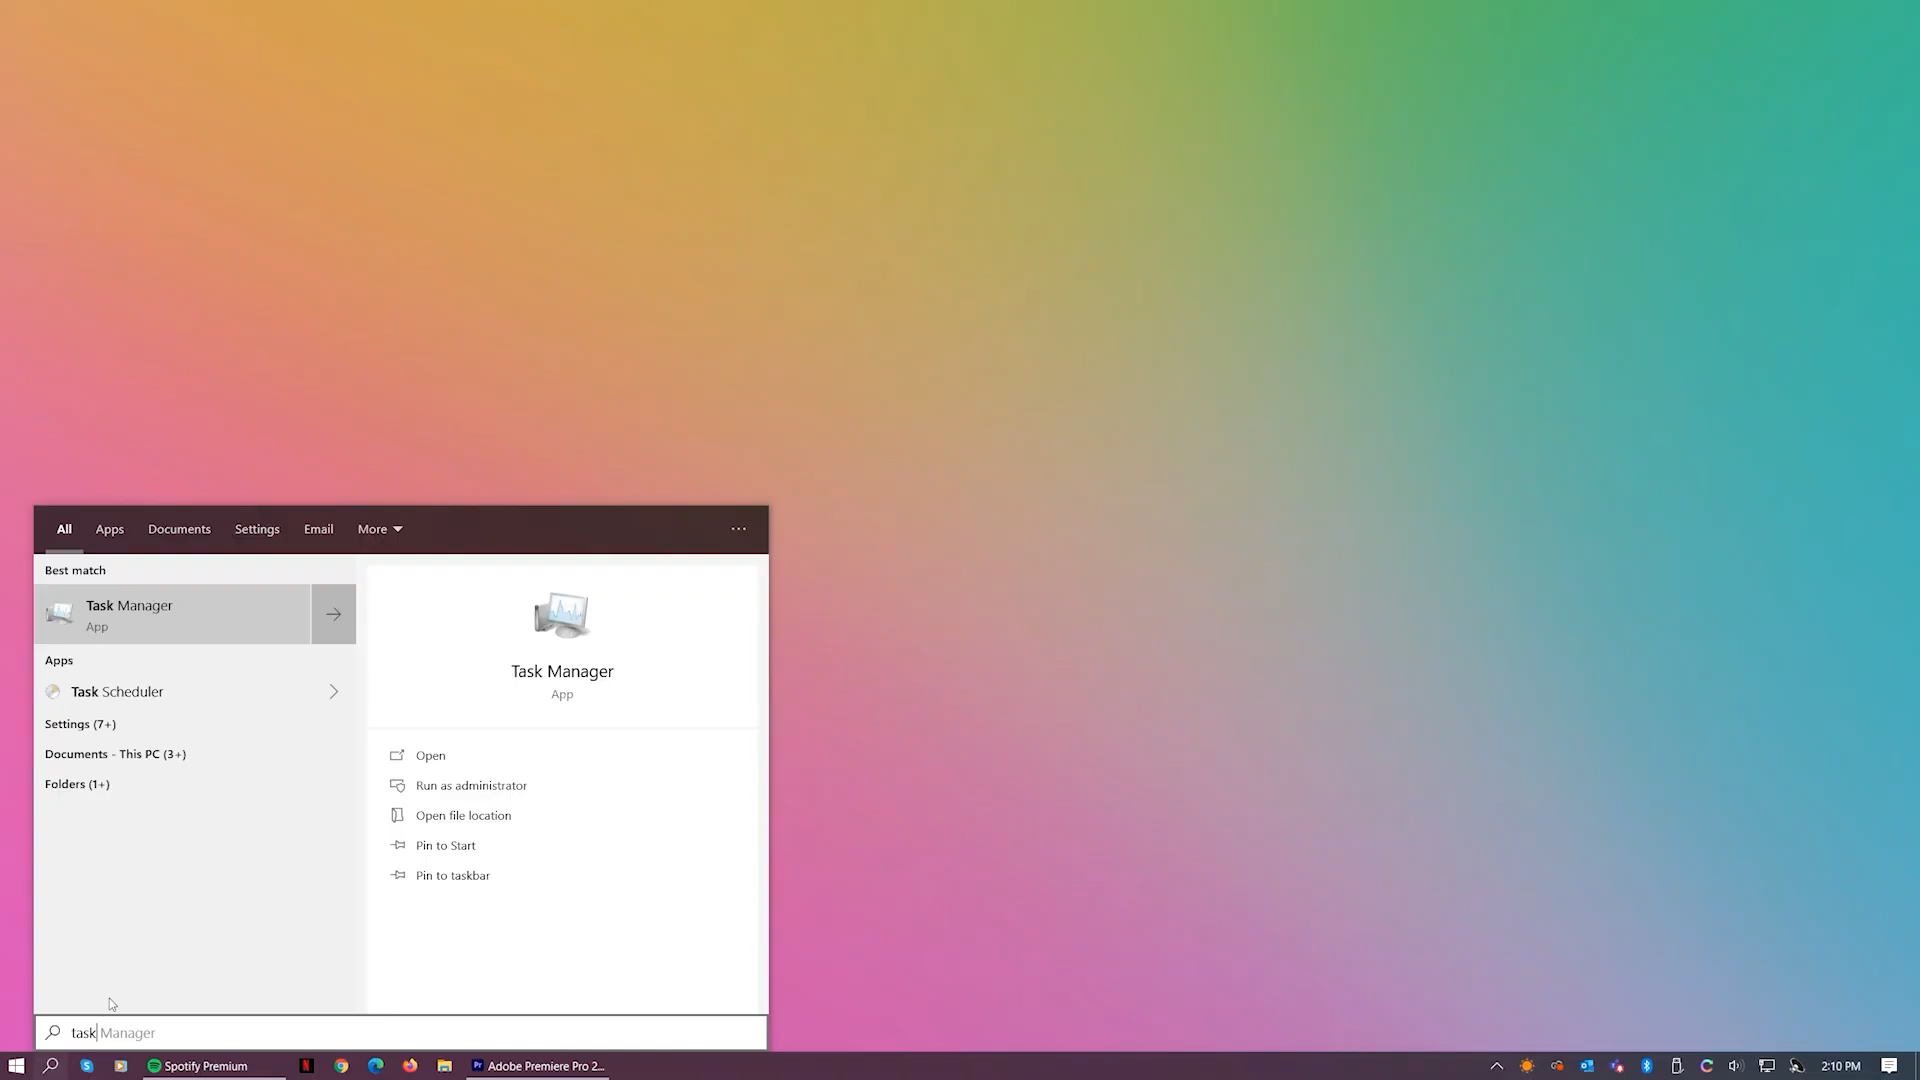 All Apps Documents Settings Email More ...
Best match
Task Manager
App
Apps
Task Scheduler
Settings (7+)
Documents - This PC (3+)
Folders (1+)
Task Manager
App
Open
Run as administrator
Open file location
Pin to Start
Pin to taskbar
task Manager
Spotify Premium
Adobe Premiere Pro 2...
2:10 PM